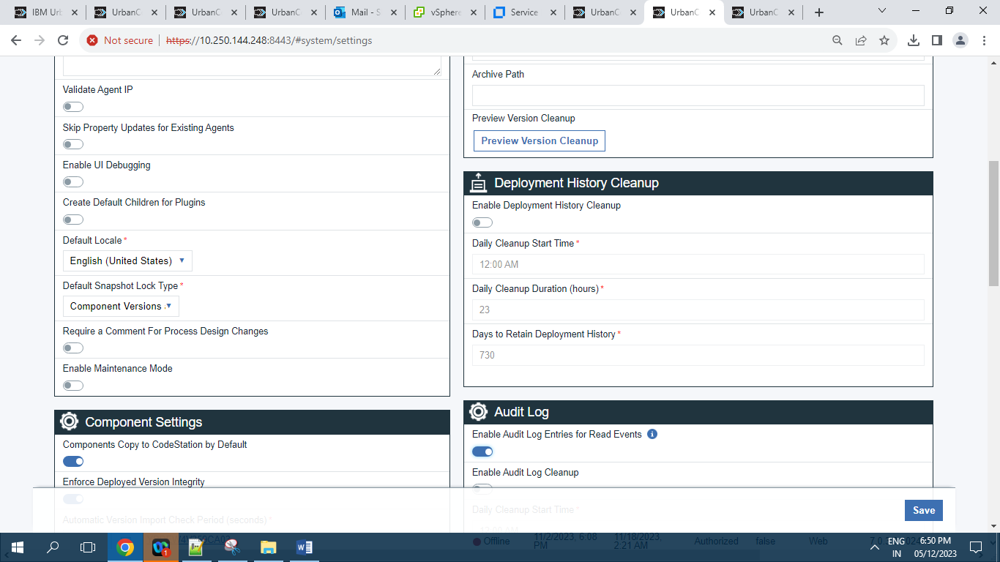 IBM Urb
UrbanC
UrbanC
UrbanC
Mail - S
vSphere
Service
UrbanC
UrbanC
UrbanC
Not secure
https://10.250.144.248:8443/#system/settings
Validate Agent IP
Skip Property Updates for Existing Agents
Enable UI Debugging
Create Default Children for Plugins
Default Locale *
English (United States)
Default Snapshot Lock Type *
Component Versions
Require a Comment For Process Design Changes
Enable Maintenance Mode
Component Settings
Components Copy to CodeStation by Default
Enforce Deployed Version Integrity
Automatic Version Import Check Period (seconds) *
Archive Path
Preview Version Cleanup
Preview Version Cleanup
Deployment History Cleanup
Enable Deployment History Cleanup
Daily Cleanup Start Time *
12:00 AM
Daily Cleanup Duration (hours) *
23
Days to Retain Deployment History *
730
Audit Log
Enable Audit Log Entries for Read Events
Enable Audit Log Cleanup
Daily Cleanup Start Time *
12:00 AM
Save
Offline
11/2/2023, 6:08 PM
11/18/2023, 2:21 AM
Authorized
false
Web
1
ENG
IN
6:50 PM
05/12/2023